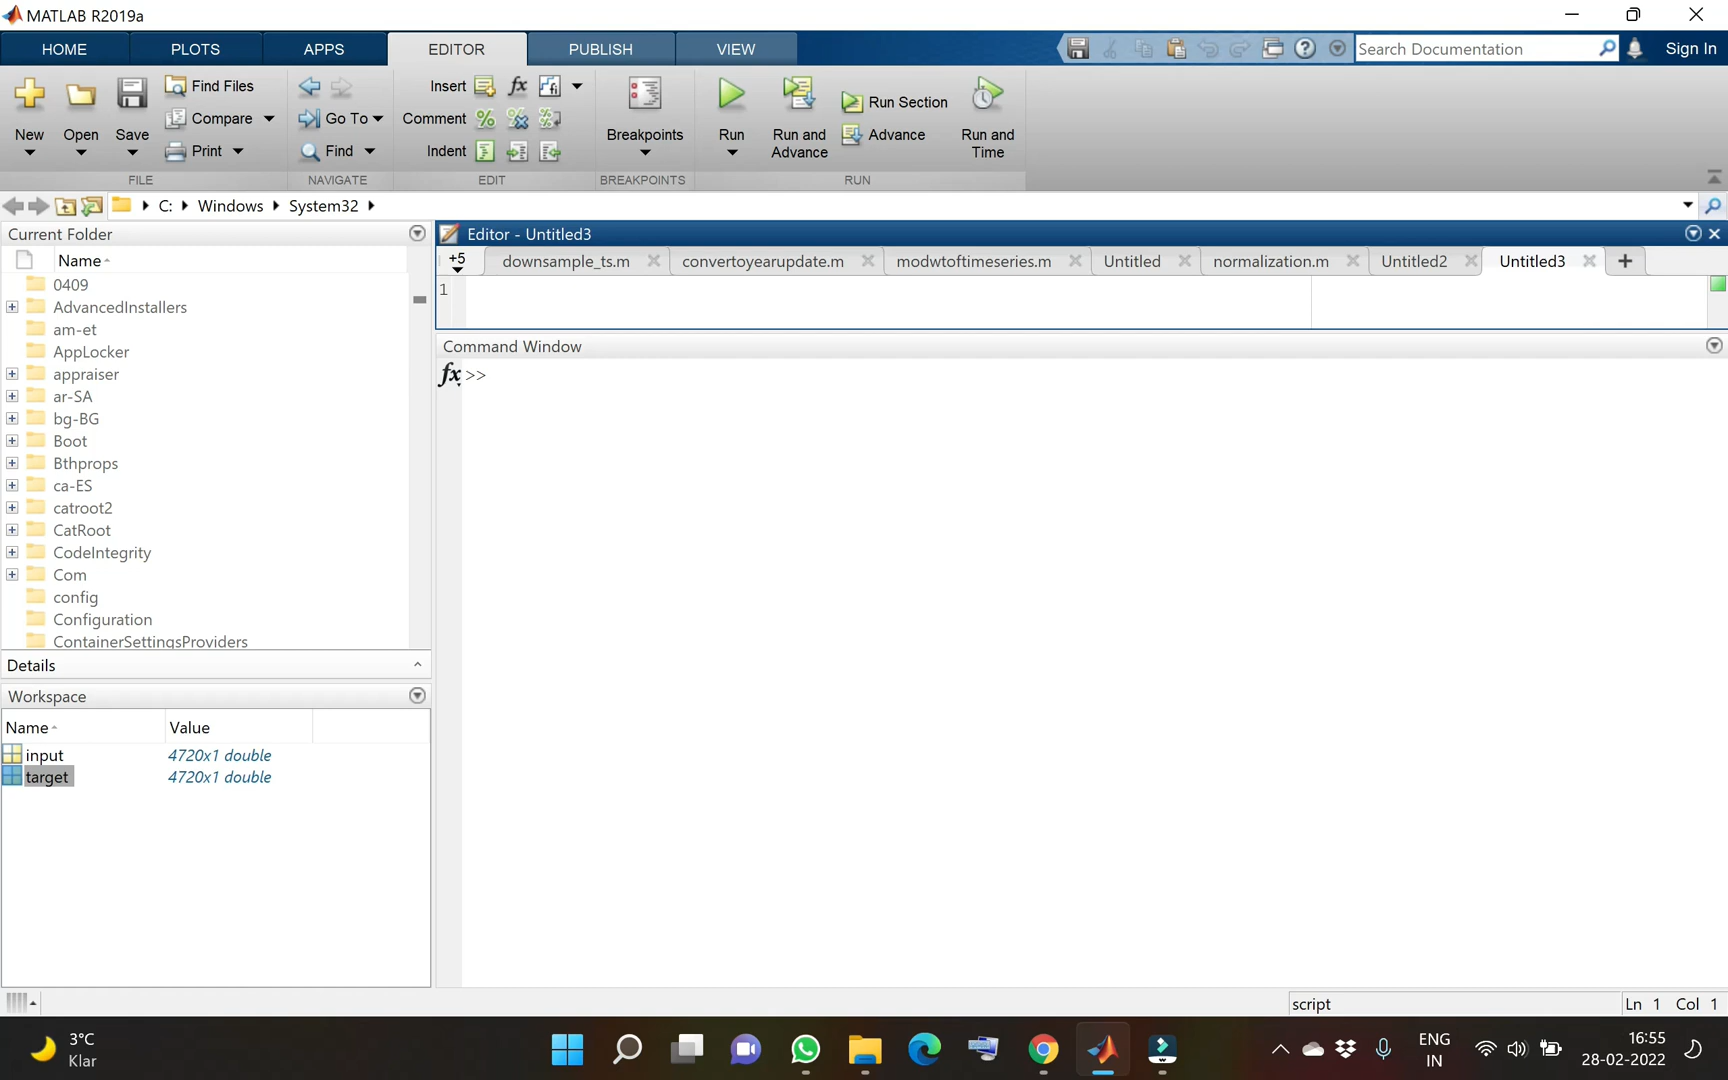 MATLAB R2019a
HOME PLOTS APPS EDITOR PUBLISH VIEW
Search Documentation
Sign In
New
Open
Save
Find Files
Compare
Print
FILE
Go To
Find
NAVIGATE
Insert
fx
fi
Comment
%
Indent
EDIT
Breakpoints
BREAKPOINTS
Run
Run and Advance
Run Section
Advance
Run and Time
RUN
C: Windows System32
Current Folder
Name
0409
AdvancedInstallers
am-et
AppLocker
appraiser
ar-SA
bg-BG
Boot
Bthprops
ca-ES
catroot2
CatRoot
CodeIntegrity
Com
config
Configuration
ContainerSettingsProviders
Details
Workspace
Name Value
input 4720x1 double
target 4720x1 double
Editor - Untitled3
+5 downsample_ts.m convertoyearupdate.m modwtoftimeseries.m Untitled normalization.m Untitled2 Untitled3 +
1
Command Window
fx >>
script Ln 1 Col 1
3°C
Klar
ENG
IN
16:55
28-02-2022